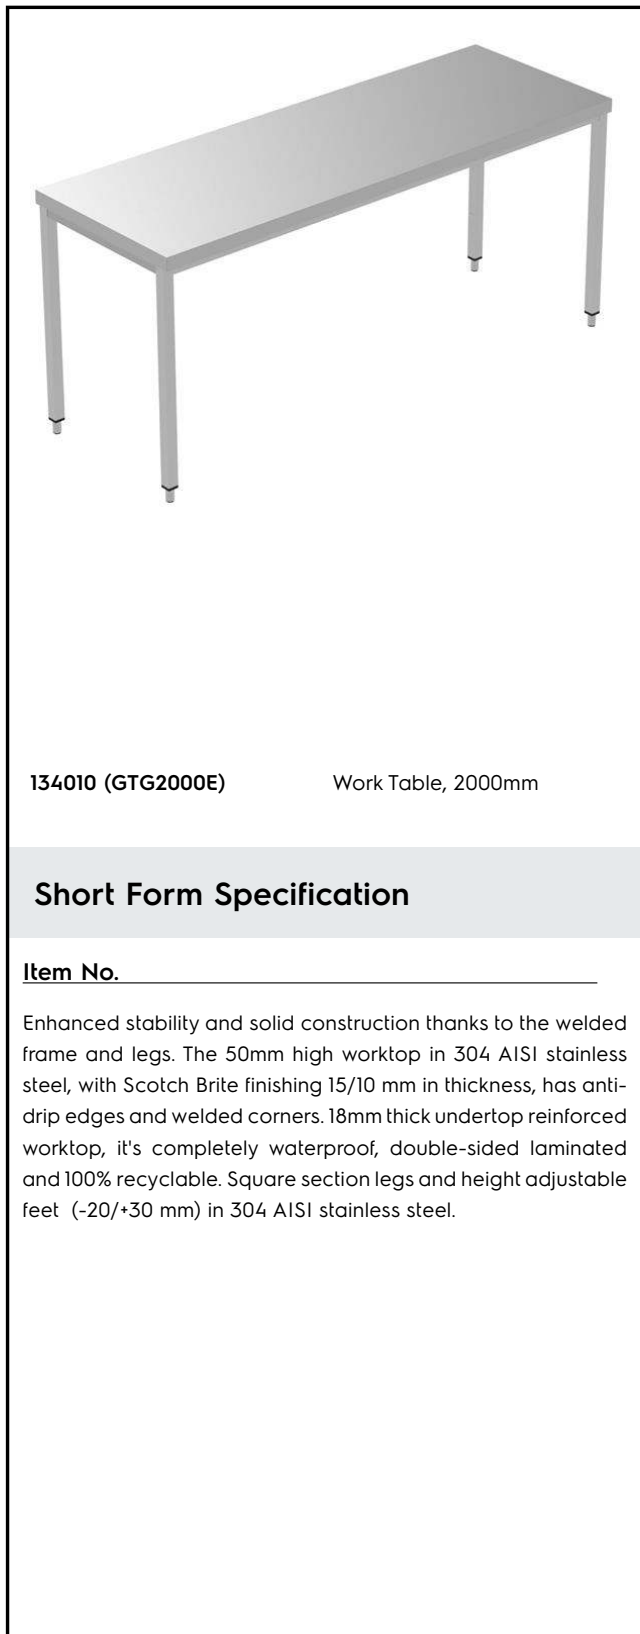 134010 (GTG2000E) Work Table, 2000mm
Short Form Specification
Item No.
Enhanced stability and solid construction thanks to the welded
frame and legs. The 50mm high worktop in 304 AISI stainless
steel, with Scotch Brite finishing 15/10 mm in thickness, has anti-
drip edges and welded corners. 18mm thick undertop reinforced
worktop, it's completely waterproof, double-sided laminated
and 100% recyclable. Square section legs and height adjustable
feet (-20/+30 mm) in 304 AISI stainless steel.